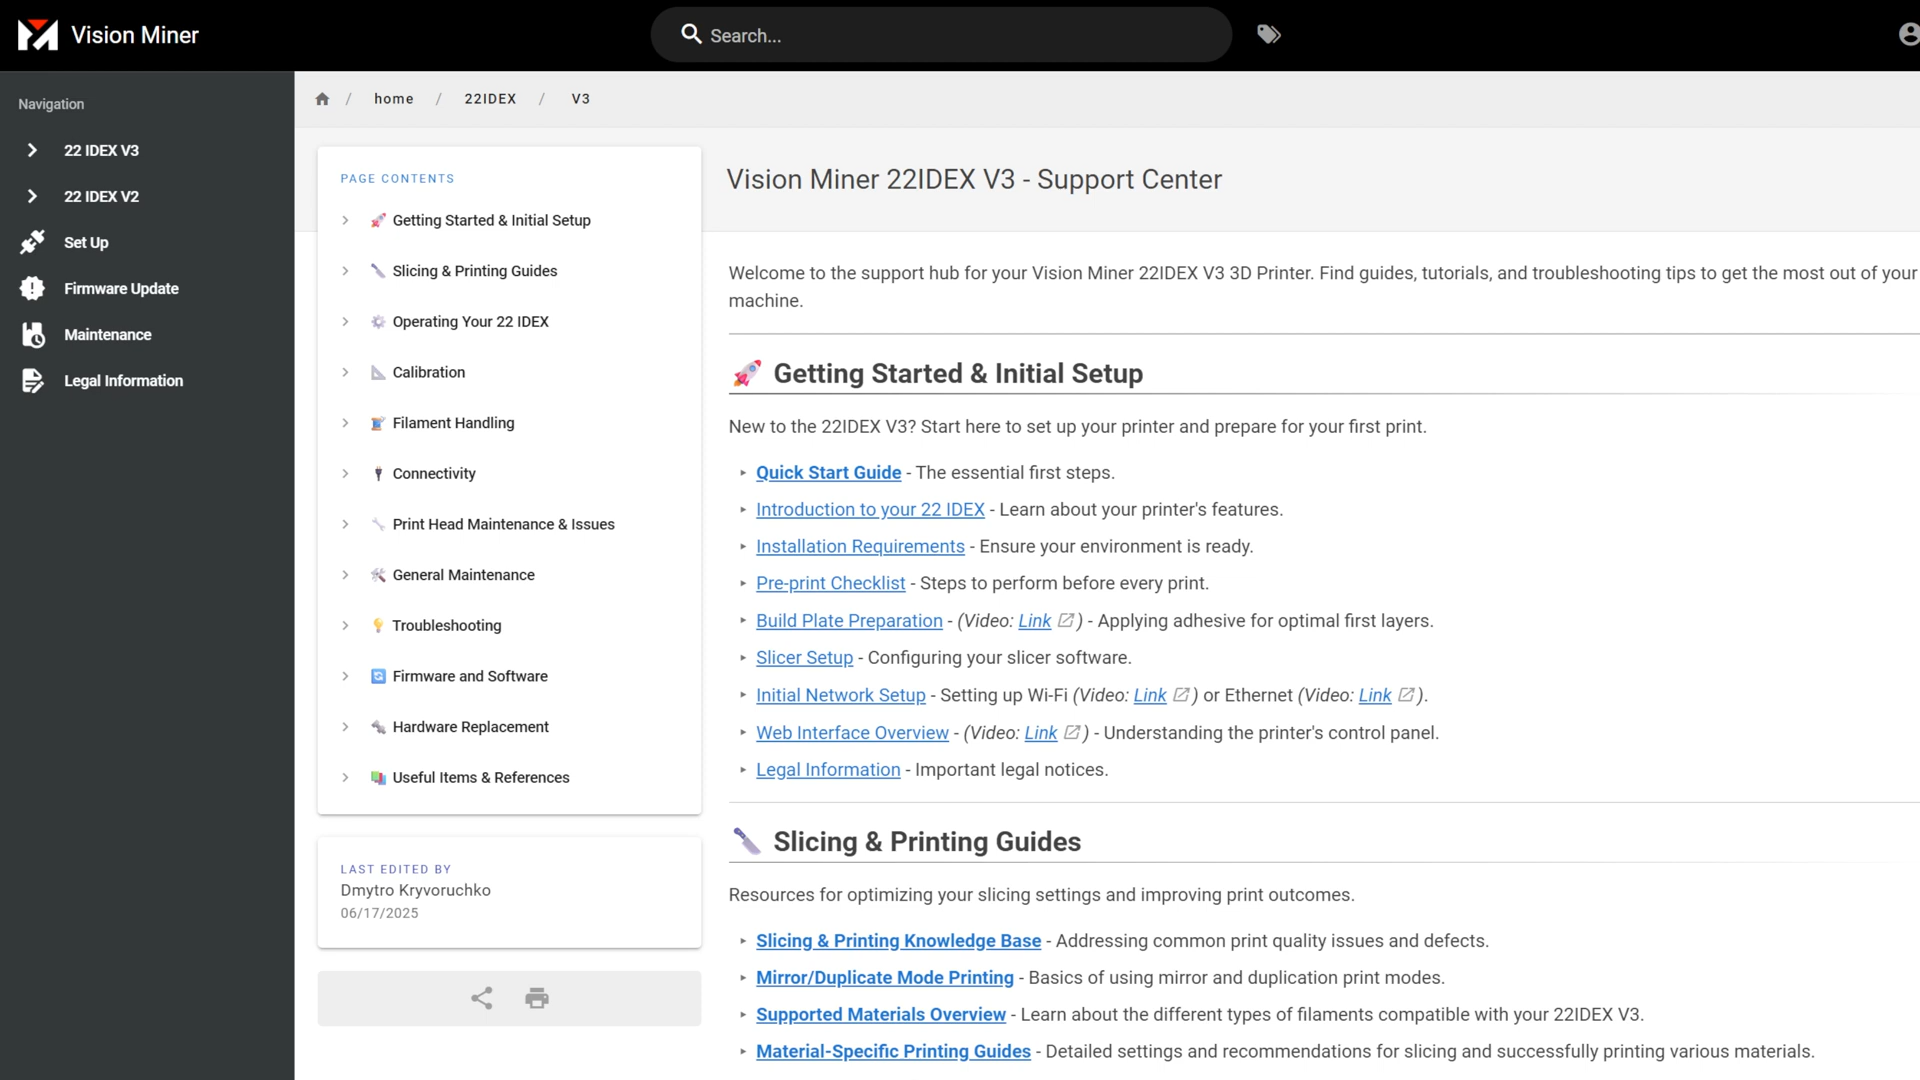 Vision Miner
Search...
Navigation
22 IDEX V3
22 IDEX V2
Set Up
Firmware Update
Maintenance
Legal Information
/ home / 22IDEX / V3
PAGE CONTENTS
Getting Started & Initial Setup
Slicing & Printing Guides
Operating Your 22 IDEX
Calibration
Filament Handling
Connectivity
Print Head Maintenance & Issues
General Maintenance
Troubleshooting
Firmware and Software
Hardware Replacement
Useful Items & References
LAST EDITED BY
Dmytro Kryvoruchko
06/17/2025
Vision Miner 22IDEX V3 - Support Center
Welcome to the support hub for your Vision Miner 22IDEX V3 3D Printer. Find guides, tutorials, and troubleshooting tips to get the most out of your
machine.
Getting Started & Initial Setup
New to the 22IDEX V3? Start here to set up your printer and prepare for your first print.
Quick Start Guide - The essential first steps.
Introduction to your 22 IDEX - Learn about your printer's features.
Installation Requirements - Ensure your environment is ready.
Pre-print Checklist - Steps to perform before every print.
Build Plate Preparation - (Video: Link ) - Applying adhesive for optimal first layers.
Slicer Setup - Configuring your slicer software.
Initial Network Setup - Setting up Wi-Fi (Video: Link ) or Ethernet (Video: Link ).
Web Interface Overview - (Video: Link ) - Understanding the printer's control panel.
Legal Information - Important legal notices.
Slicing & Printing Guides
Resources for optimizing your slicing settings and improving print outcomes.
Slicing & Printing Knowledge Base - Addressing common print quality issues and defects.
Mirror/Duplicate Mode Printing - Basics of using mirror and duplication print modes.
Supported Materials Overview - Learn about the different types of filaments compatible with your 22IDEX V3.
Material-Specific Printing Guides - Detailed settings and recommendations for slicing and successfully printing various materials.